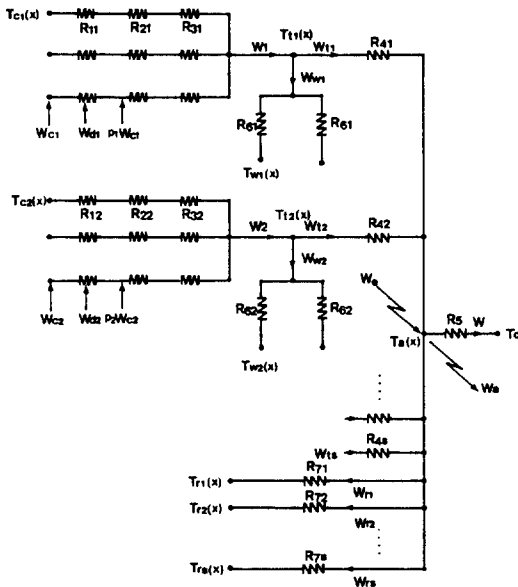 Tc1(x) R11 R21 R31
W1 Tt1(x) Wt1 R41
Ww1
R61 R61
Wc1 Wd1 P1Wc1
Tw1(x)
Tc2(x) R12 R22 R32
W2 Tt2(x) Wt2 R42
Ww2
R62 R62
Wc2 Wd2 P2Wc2
Tw2(x)
W R5 W
Ta(x)
Wa
R4s
Wts
R71
Tr1(x) Wr1
R72
Tr2(x) Wr2
R7s
Trs(x) Wrs